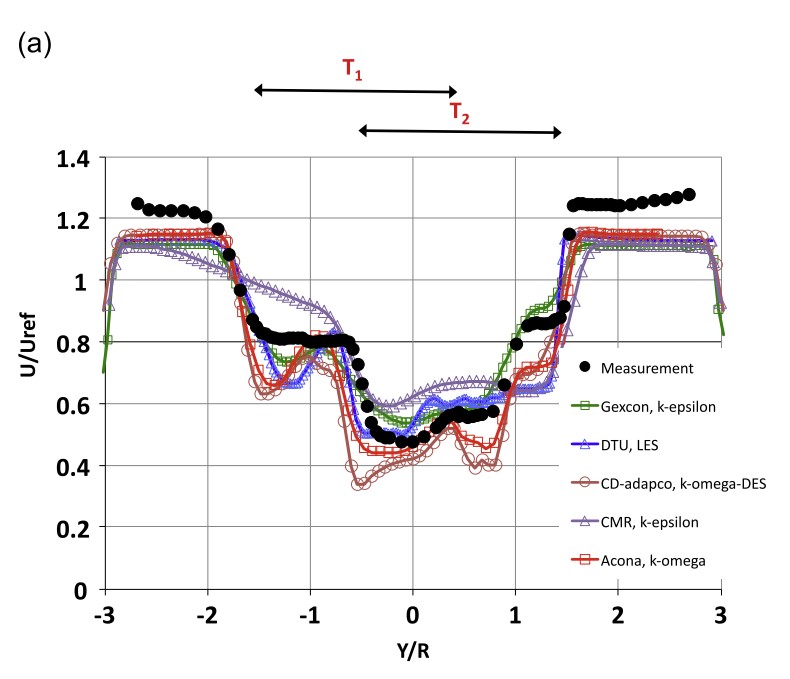 (a)
T1
T2
1.4
1.2
1
0.8
0.6
0.4
0.2
0
U/Uref
-3 -2 -1 0 1 2 3
Y/R
Measurement
Gexcon, k-epsilon
DTU, LES
CD-adapco, k-omega-DES
CMR, k-epsilon
Acona, k-omega